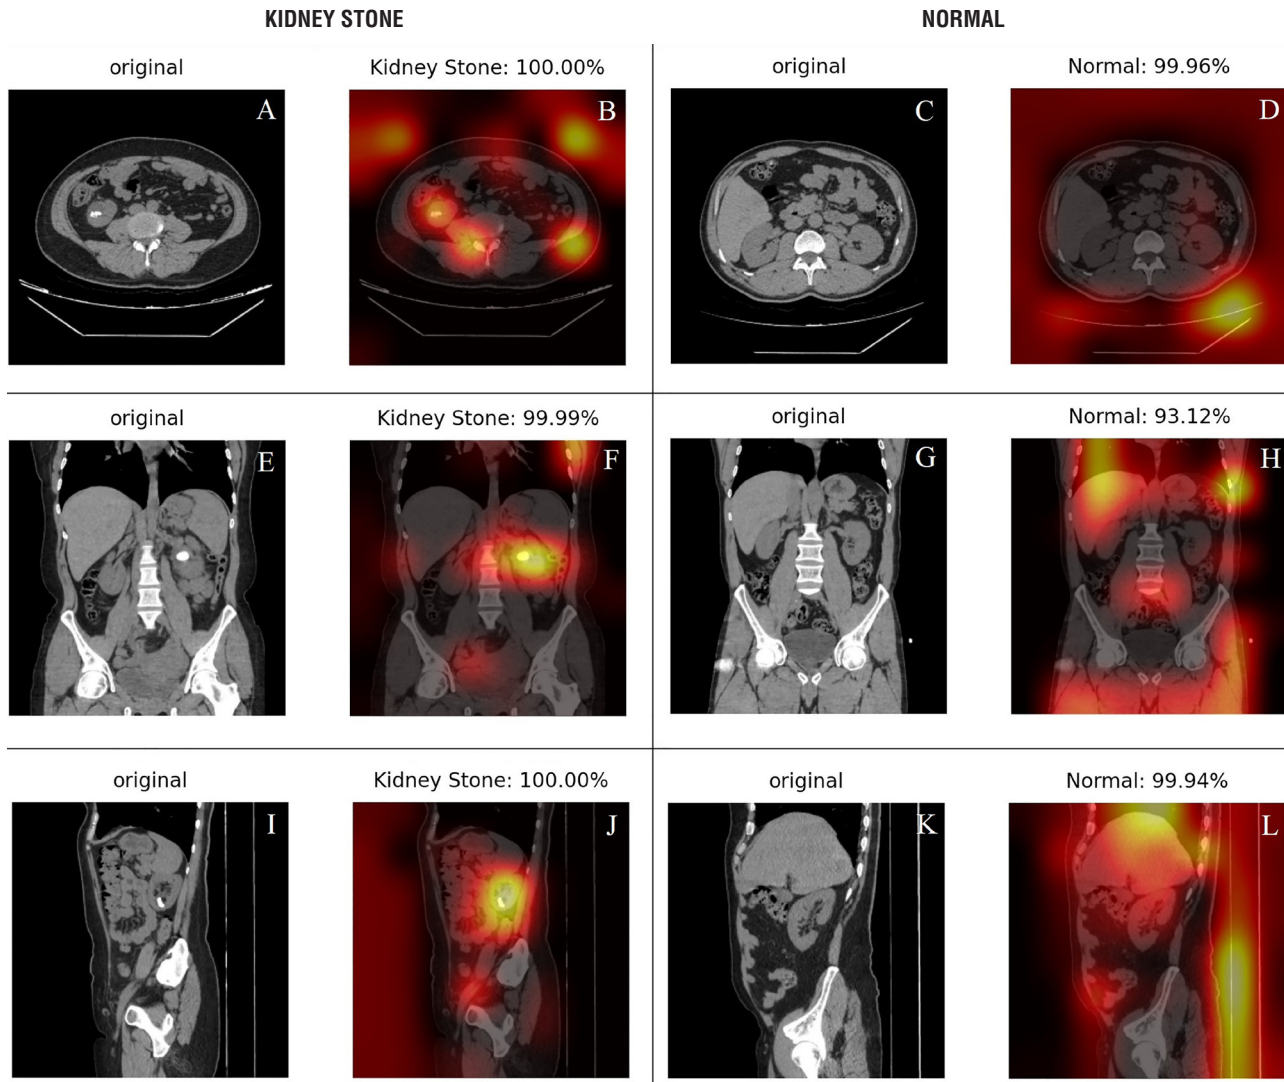 KIDNEY STONE NORMAL
original Kidney Stone: 100.00% original Normal: 99.96%
A B C D
original Kidney Stone: 99.99% original Normal: 93.12%
E F G H
original Kidney Stone: 100.00% original Normal: 99.94%
I J K L